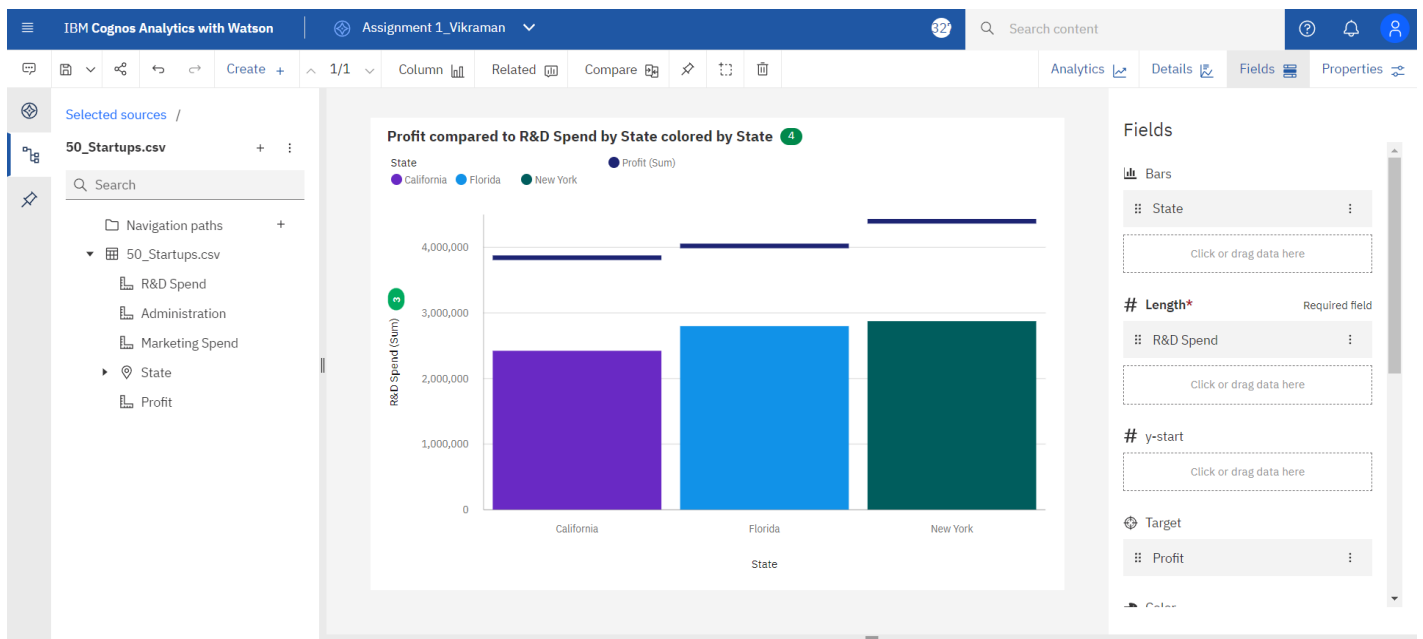 IBM Cognos Analytics with Watson
Assignment 1_Vikraman
Search content
Create +
1/1
Column
Related
Compare
Analytics
Details
Fields
Properties
Selected sources /
50_Startups.csv
Search
Navigation paths
50_Startups.csv
R&D Spend
Administration
Marketing Spend
State
Profit
Profit compared to R&D Spend by State colored by State 4
State
Profit (Sum)
California Florida New York
R&D Spend (Sum) 3
4,000,000
3,000,000
2,000,000
1,000,000
0
California Florida New York
State
Fields
Bars
State
Click or drag data here
# Length* Required field
R&D Spend
Click or drag data here
# y-start
Click or drag data here
Target
Profit